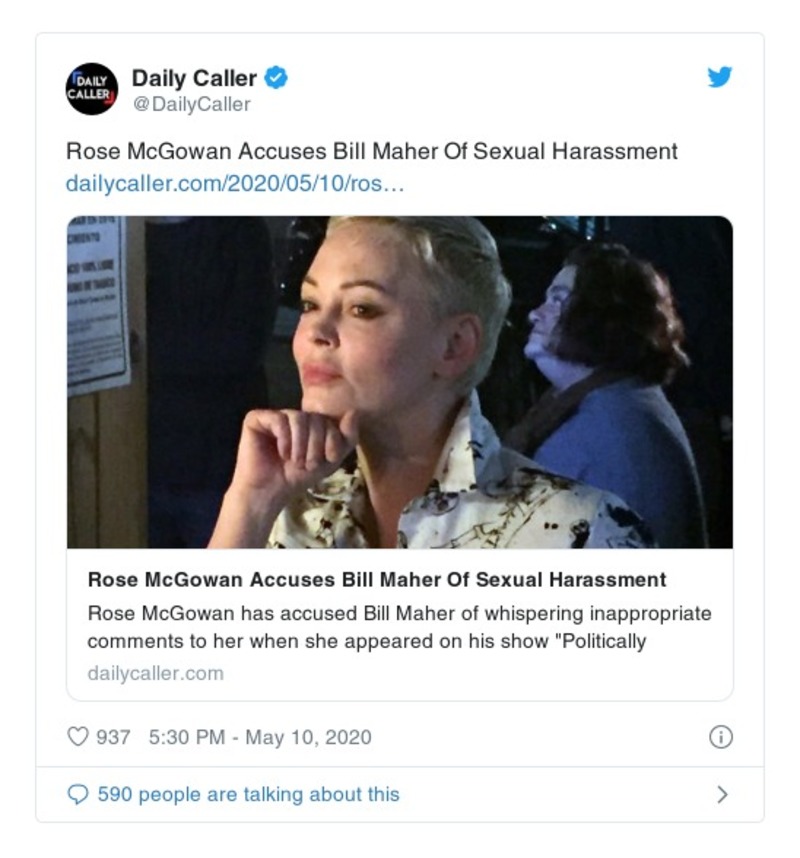 DAILY CALLER
Daily Caller
@DailyCaller
Rose McGowan Accuses Bill Maher Of Sexual Harassment
dailycaller.com/2020/05/10/ros…
Rose McGowan Accuses Bill Maher Of Sexual Harassment
Rose McGowan has accused Bill Maher of whispering inappropriate
comments to her when she appeared on his show "Politically
dailycaller.com
937 5:30 PM - May 10, 2020
590 people are talking about this